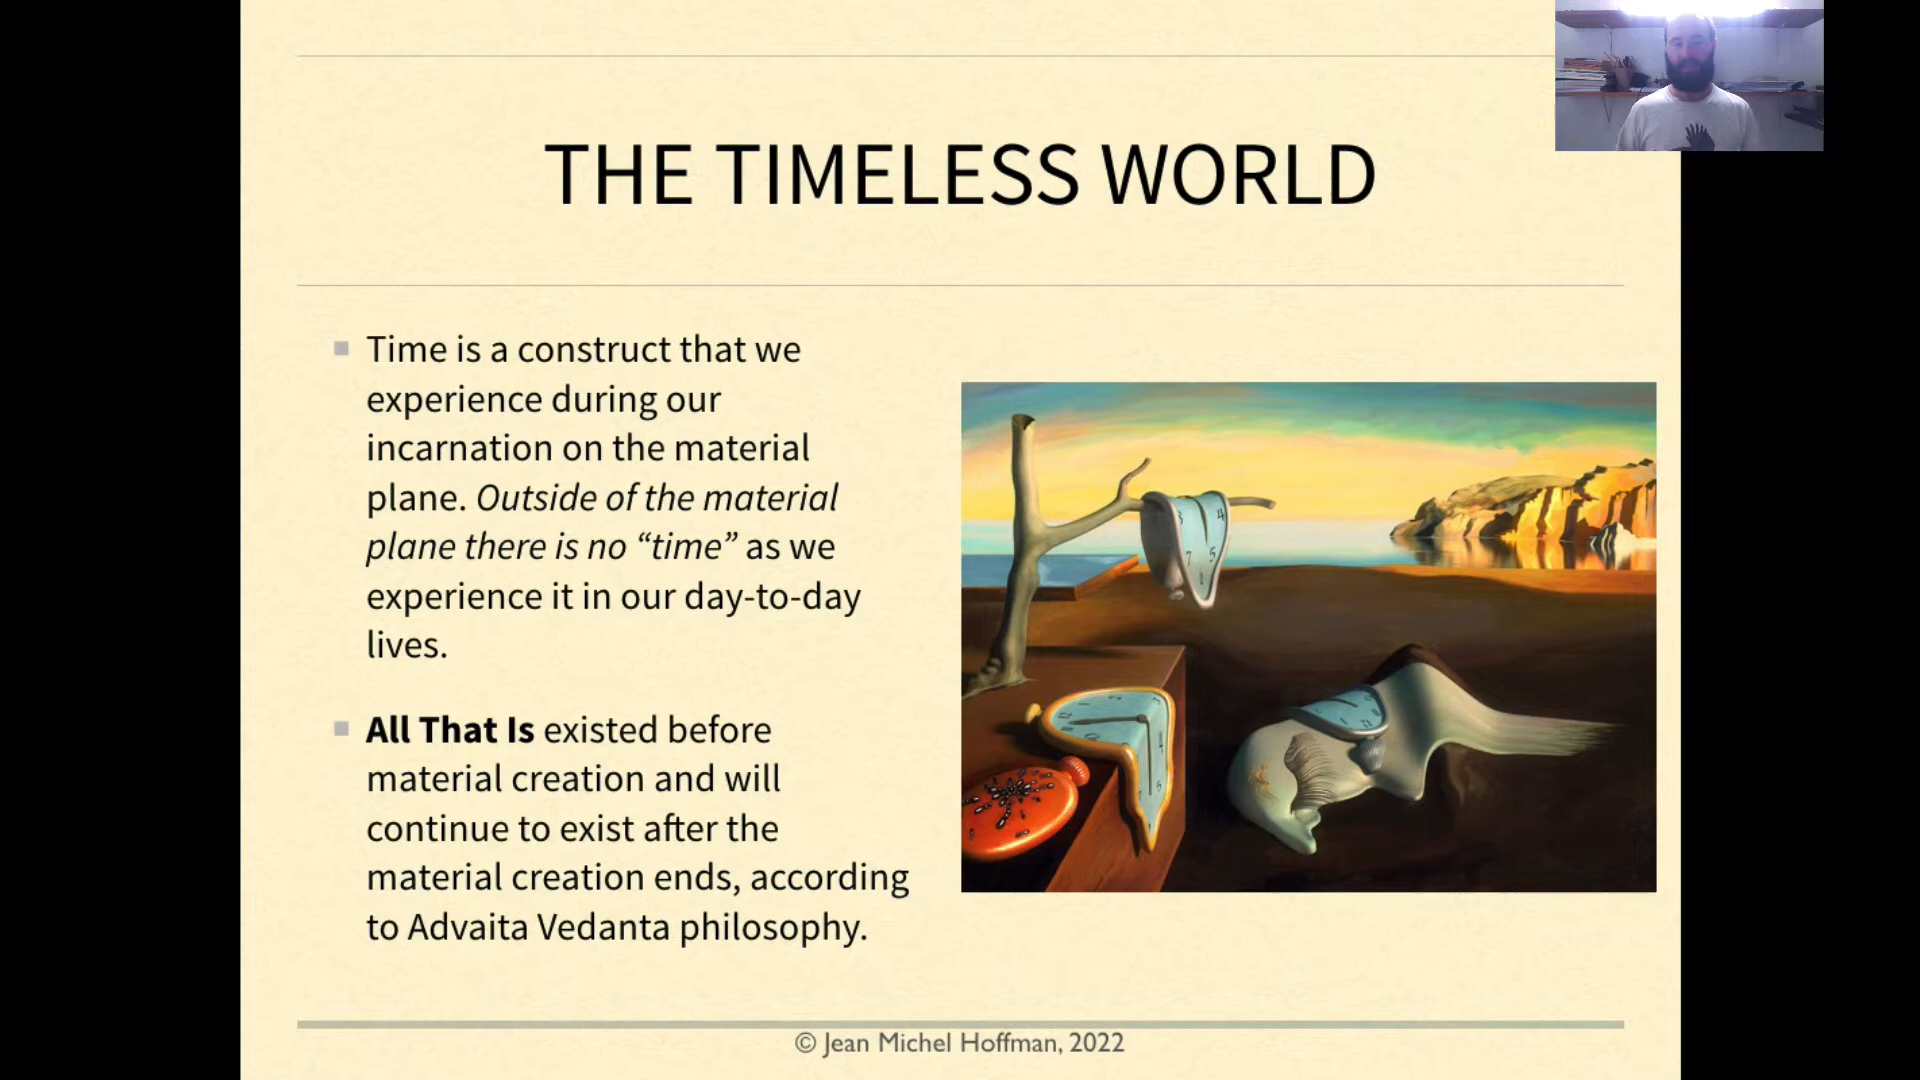 THE TIMELESS WORLD
Time is a construct that we
experience during our
incarnation on the material
plane. Outside of the material
plane there is no “time” as we
experience it in our day-to-day
lives.
All That Is existed before
material creation and will
continue to exist after the
material creation ends, according
to Advaita Vedanta philosophy.
© Jean Michel Hoffman, 2022